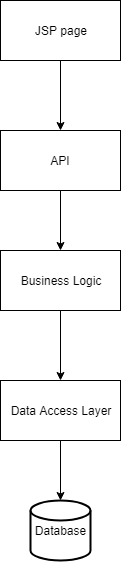 JSP page
API
Business Logic
Data Access Layer
Database